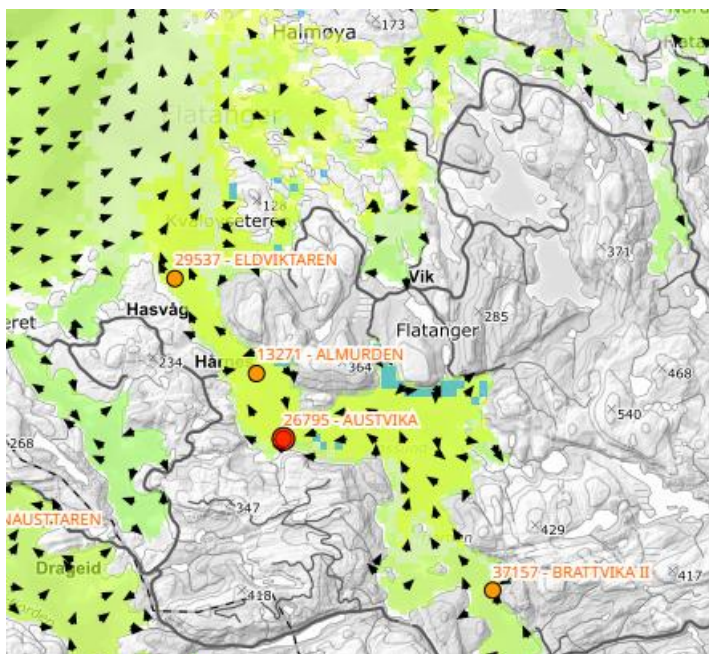 173
Halmøya
Flatanger
128
Kvaløyseteren
371
29537 - ELDVIKTAREN
Vik
Hasvåg
285
eret
Flatanger
13271 - ALMURDEN
234
364
468
26795 - AUSTVIKA
540
268
347
NAUSTTAREN
429
Drageid
37157 - BRATTVIKA II
417
418